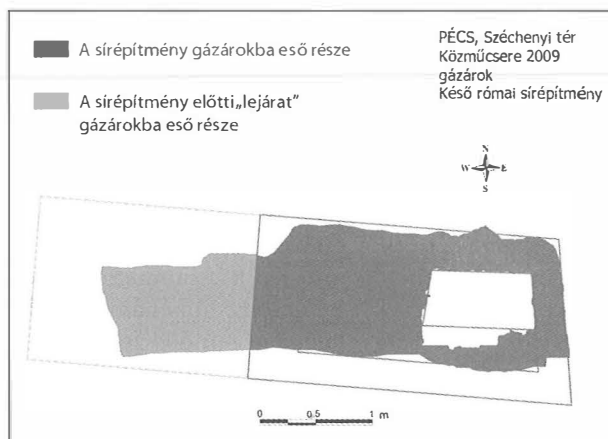 A sírépítmény gázárokba eső része
A sírépítmény előtti „lejárat”
gázárokba eső része
PÉCS, Széchenyi tér
Közműcsere 2009
gázárok
Késő római sírépítmény
N
W E
S
0 0.5 1 m